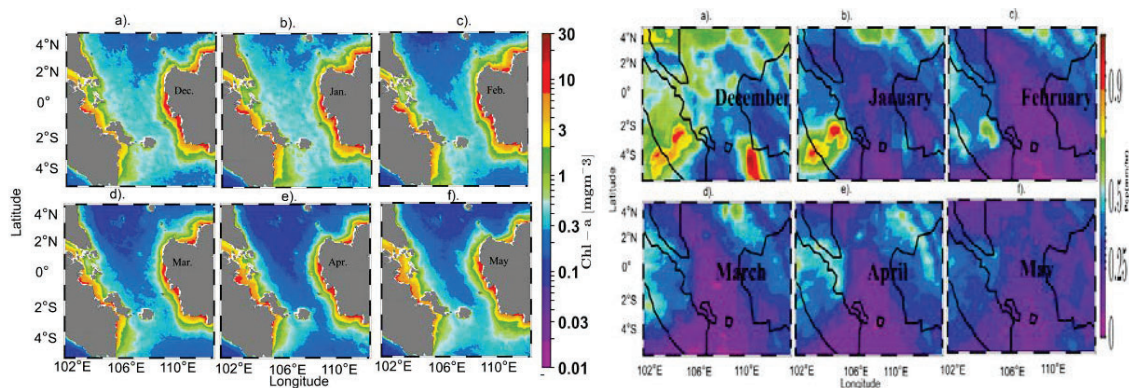 a). b). c).
4°N
2°N
0°
2°S
4°S
Dec. Jan. Feb.
d). e). f).
4°N
2°N
0°
2°S
4°S
Mar. Apr. May
102°E 106°E 110°E 102°E 106°E 110°E 102°E 106°E 110°E
Latitude
Longitude
30
10
3
1
0.3
0.1
0.03
0.01
Chl - a |mgm−3|
a). b). c).
4°N
2°N
0°
2°S
4°S
December January February
d). e). f).
4°N
2°N
0°
2°S
4°S
March April May
102°E 106°E 110°E 102°E 106°E 110°E 102°E 106°E 110°E
Latitude
Longitude
0.9
0.5
0.25
0